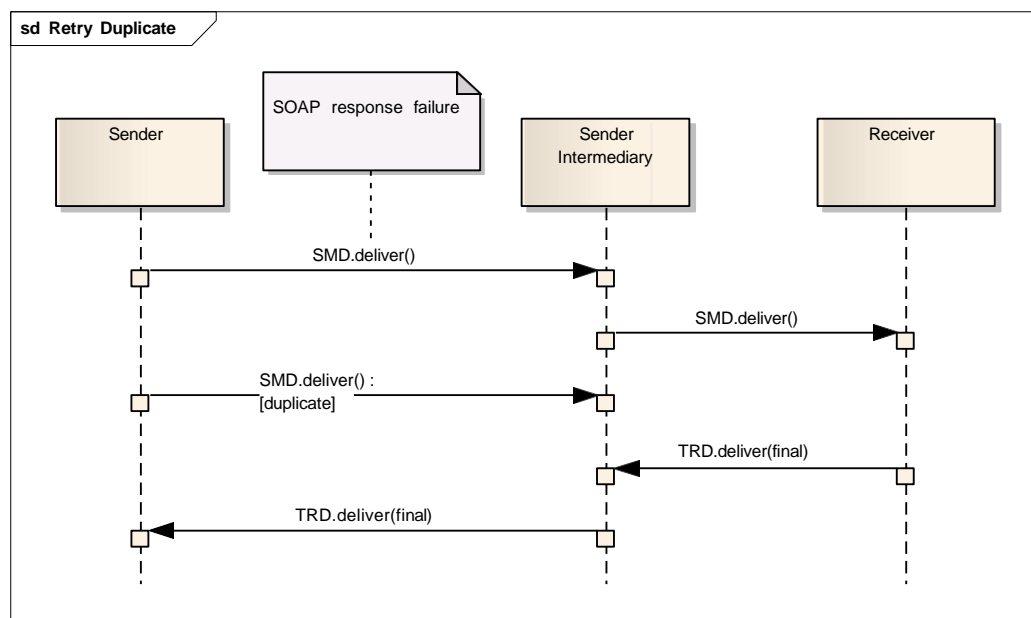 sd Retry Duplicate
SOAP response failure
Sender
Sender
Intermediary
Receiver
SMD.deliver()
SMD.deliver()
SMD.deliver() :
[duplicate]
TRD.deliver(final)
TRD.deliver(final)